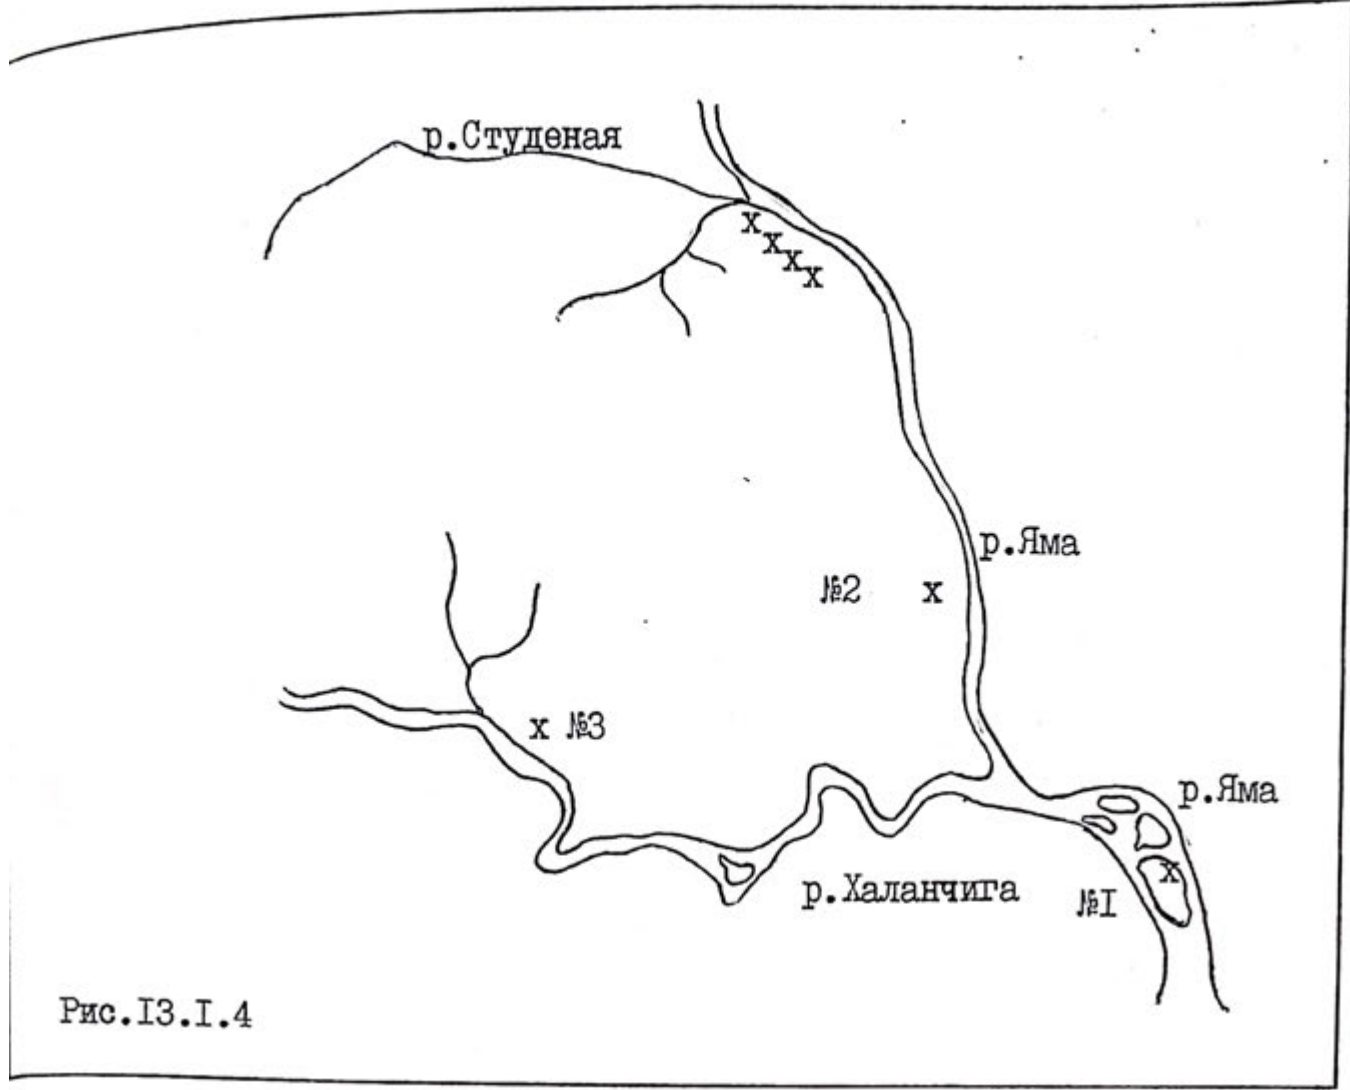 р.Студеная
х
х
х
х
р.Яма
№2 х
х №3
р.Яма
х
р.Халанчига
№I
Рис.I3.I.4